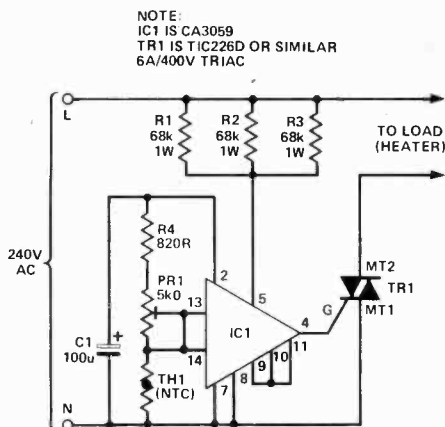 NOTE:
IC1 IS CA3059
TR1 IS TIC226D OR SIMILAR
6A/400V TRIAC
L
R1
68k
1W
R2
68k
1W
R3
68k
1W
TO LOAD
(HEATER)
240V
AC
R4
820R
PR1
5k0
C1
100u
+
TH1
(NTC)
N
2
5
13
14
IC1
4
11
10
9
8
7
G
MT2
TR1
MT1